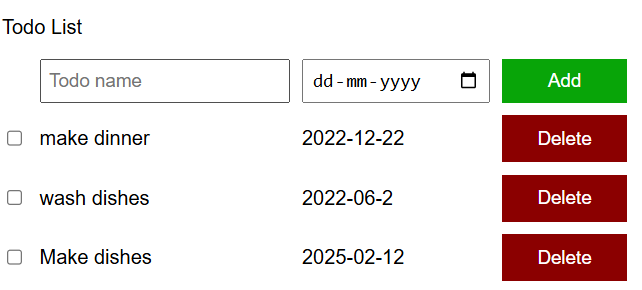 Todo List
Todo name dd-mm-yyyy Add
make dinner 2022-12-22 Delete
wash dishes 2022-06-2 Delete
Make dishes 2025-02-12 Delete